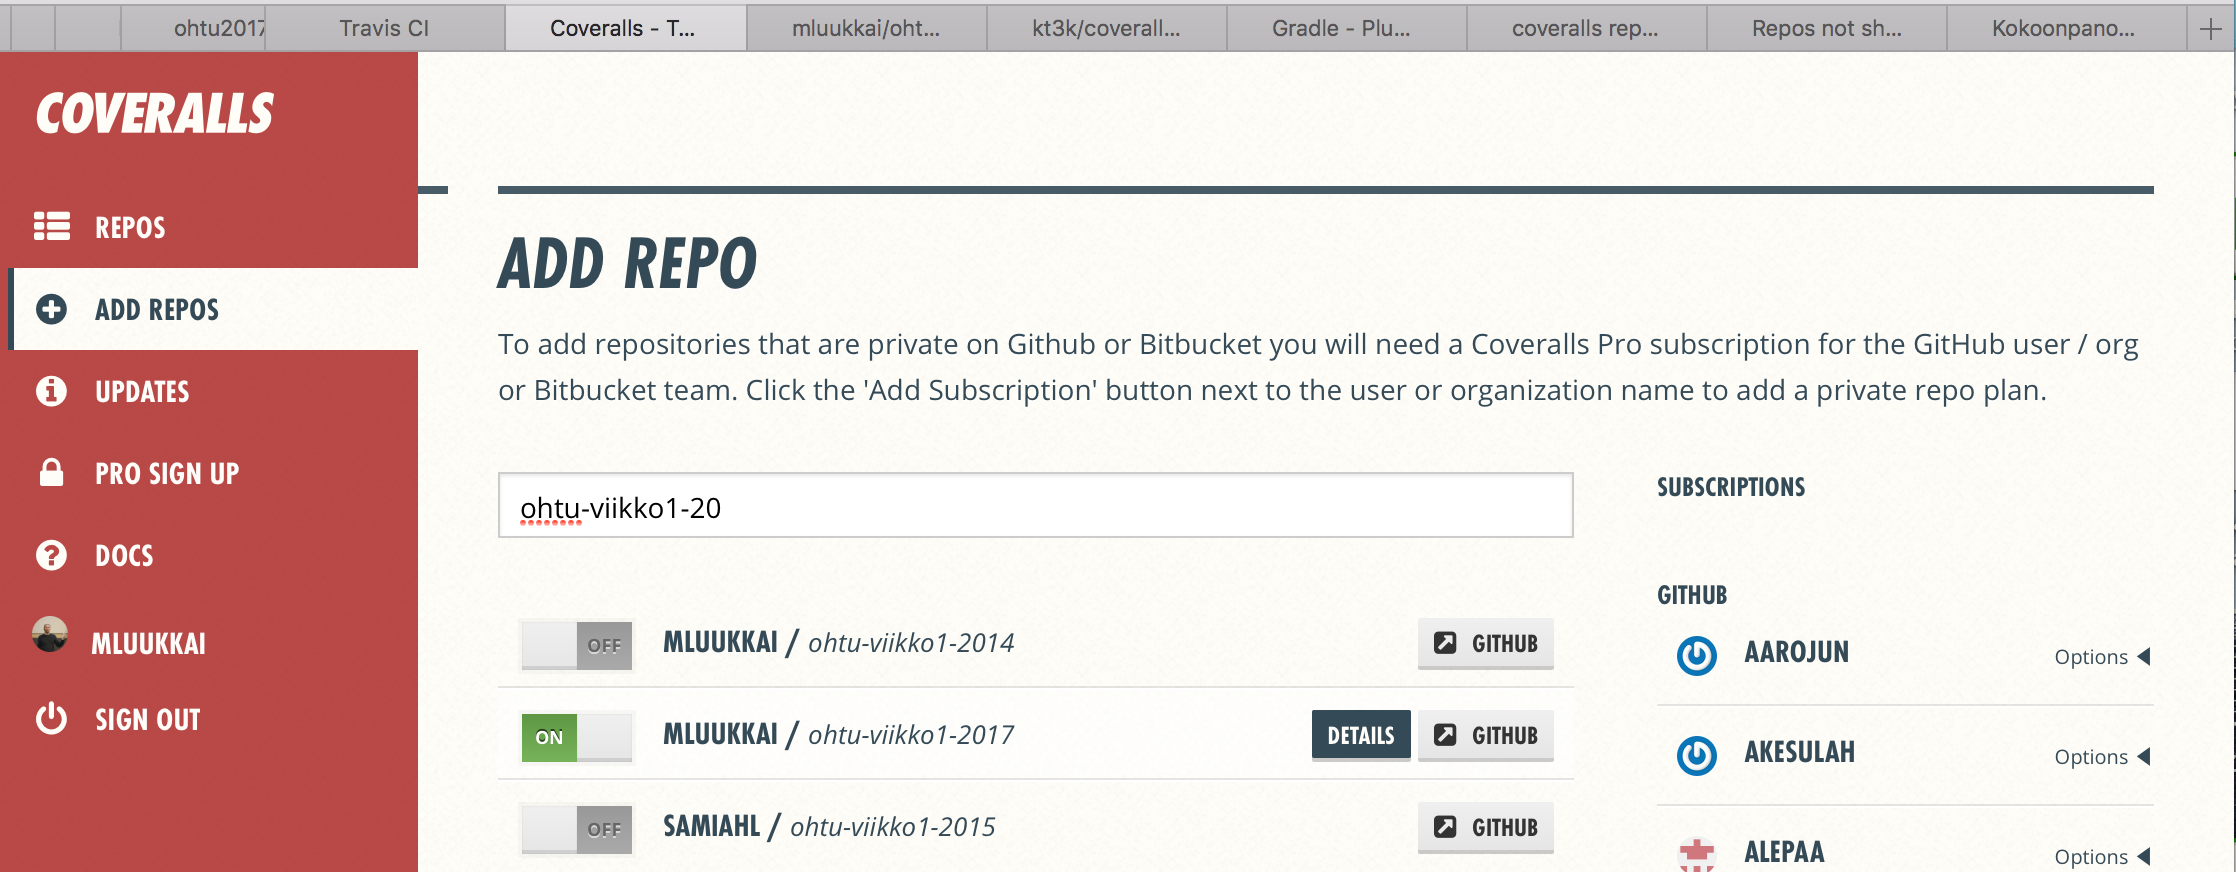 ohtu2017
Travis CI
Coveralls - T...
mluukkai/oht...
kt3k/coverall...
Gradle - Plu...
coveralls rep...
Repos not sh...
Kokoonpano...
COVERALLS
REPOS
ADD REPOS
UPDATES
PRO SIGN UP
DOCS
MLUUKKAI
SIGN OUT
ADD REPO
To add repositories that are private on Github or Bitbucket you will need a Coveralls Pro subscription for the GitHub user / org
or Bitbucket team. Click the 'Add Subscription' button next to the user or organization name to add a private repo plan.
ohtu-viikko1-20
OFF MLUUKKAI / ohtu-viikko1-2014 GITHUB
ON MLUUKKAI / ohtu-viikko1-2017 DETAILS GITHUB
OFF SAMIAHL / ohtu-viikko1-2015 GITHUB
SUBSCRIPTIONS
GITHUB
AAROJUN Options
AKESULAH Options
ALEPAA Options